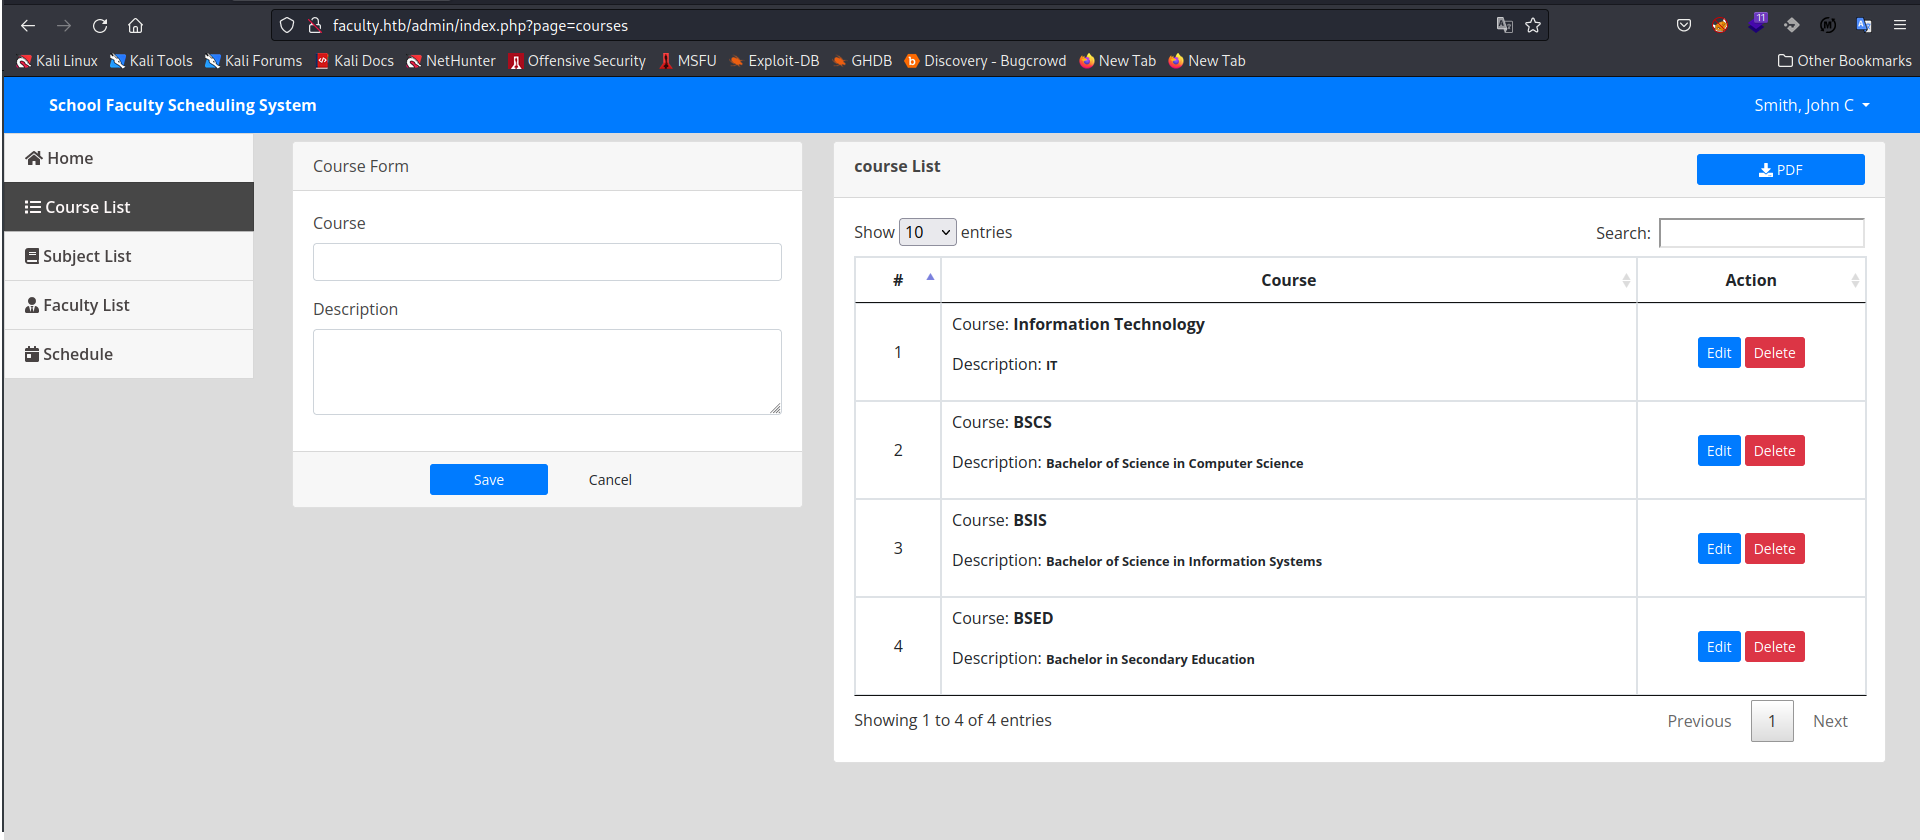 faculty.htb/admin/index.php?page=courses
11
Kali Linux Kali Tools Kali Forums Kali Docs NetHunter Offensive Security MSFU Exploit-DB GHDB Discovery - Bugcrowd New Tab New Tab Other Bookmarks
School Faculty Scheduling System
Smith, John C
Home
Course List
Subject List
Faculty List
Schedule
Course Form
Course
Description
Save Cancel
course List
PDF
Show 10 entries
Search:
# Course Action
1
Course: Information Technology
Description: IT
Edit Delete
2
Course: BSCS
Description: Bachelor of Science in Computer Science
Edit Delete
3
Course: BSIS
Description: Bachelor of Science in Information Systems
Edit Delete
4
Course: BSED
Description: Bachelor in Secondary Education
Edit Delete
Showing 1 to 4 of 4 entries
Previous 1 Next